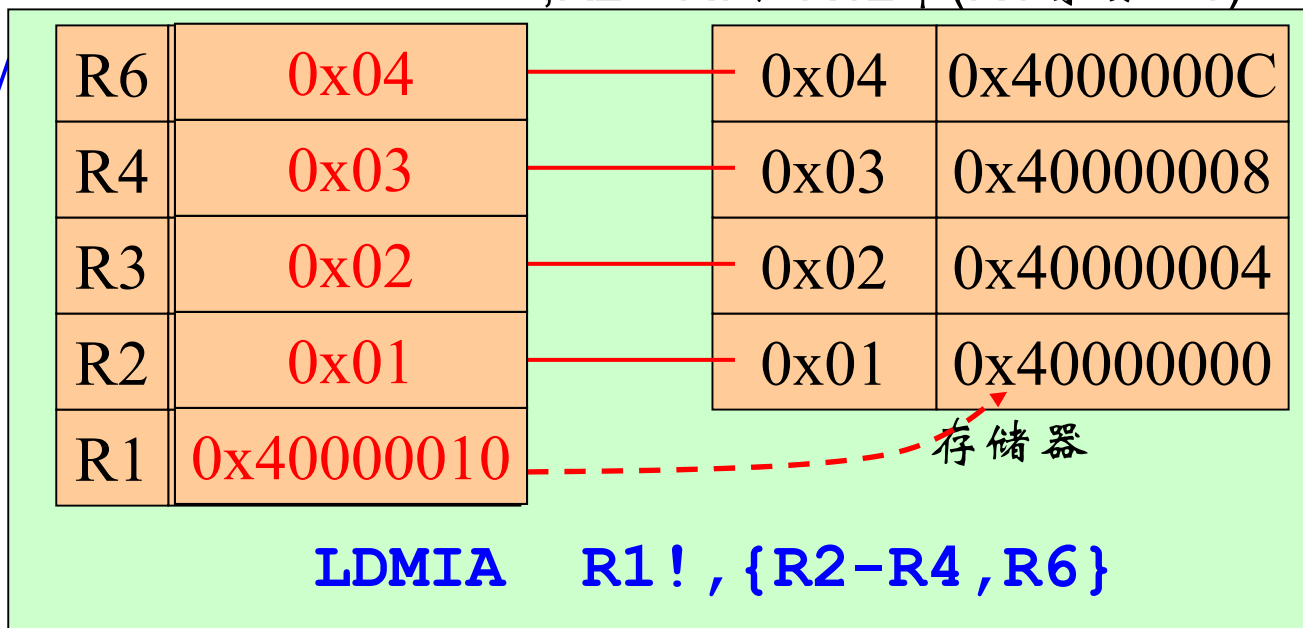 R6 0x04 0x04 0x4000000C
R4 0x03 0x03 0x40000008
R3 0x02 0x02 0x40000004
R2 0x01 0x01 0x40000000
R1 0x40000010
存储器
LDMIA R1!,{R2-R4,R6}